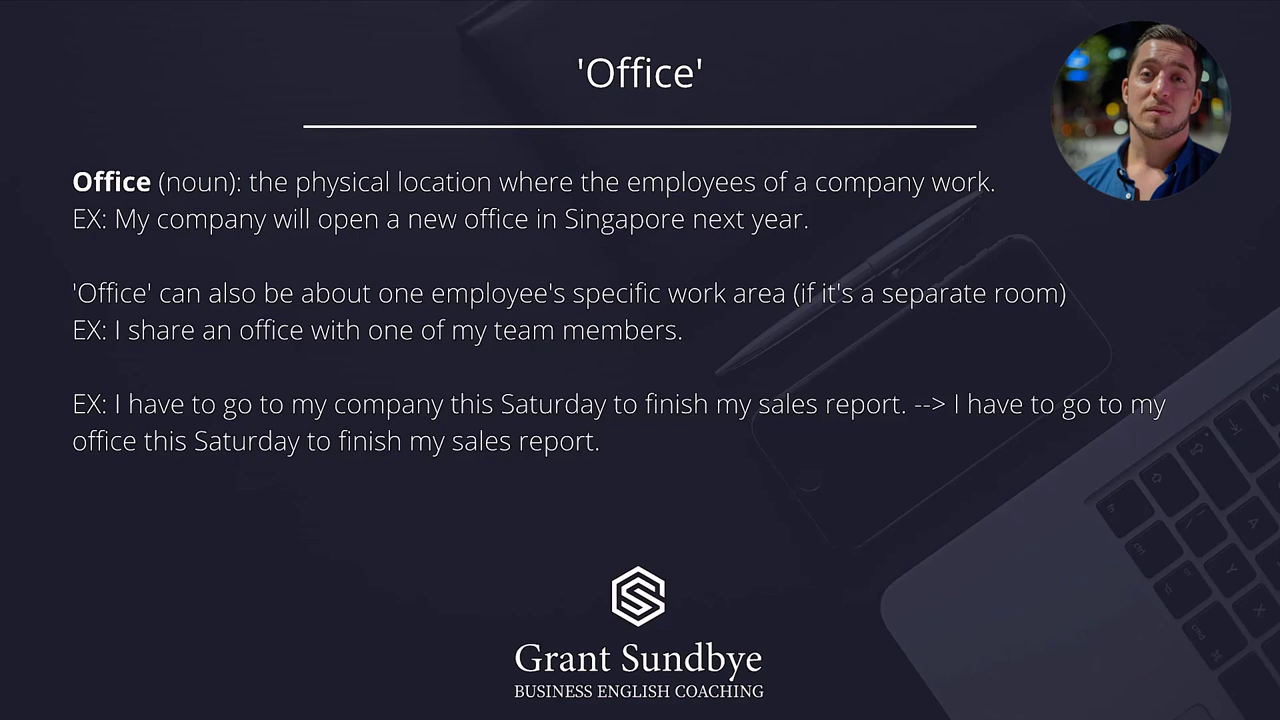 'Office'
Office (noun): the physical location where the employees of a company work.
EX: My company will open a new office in Singapore next year.
'Office' can also be about one employee's specific work area (if it's a separate room)
EX: I share an office with one of my team members.
EX: I have to go to my company this Saturday to finish my sales report. --> I have to go to my
office this Saturday to finish my sales report.
Grant Sundbye
BUSINESS ENGLISH COACHING